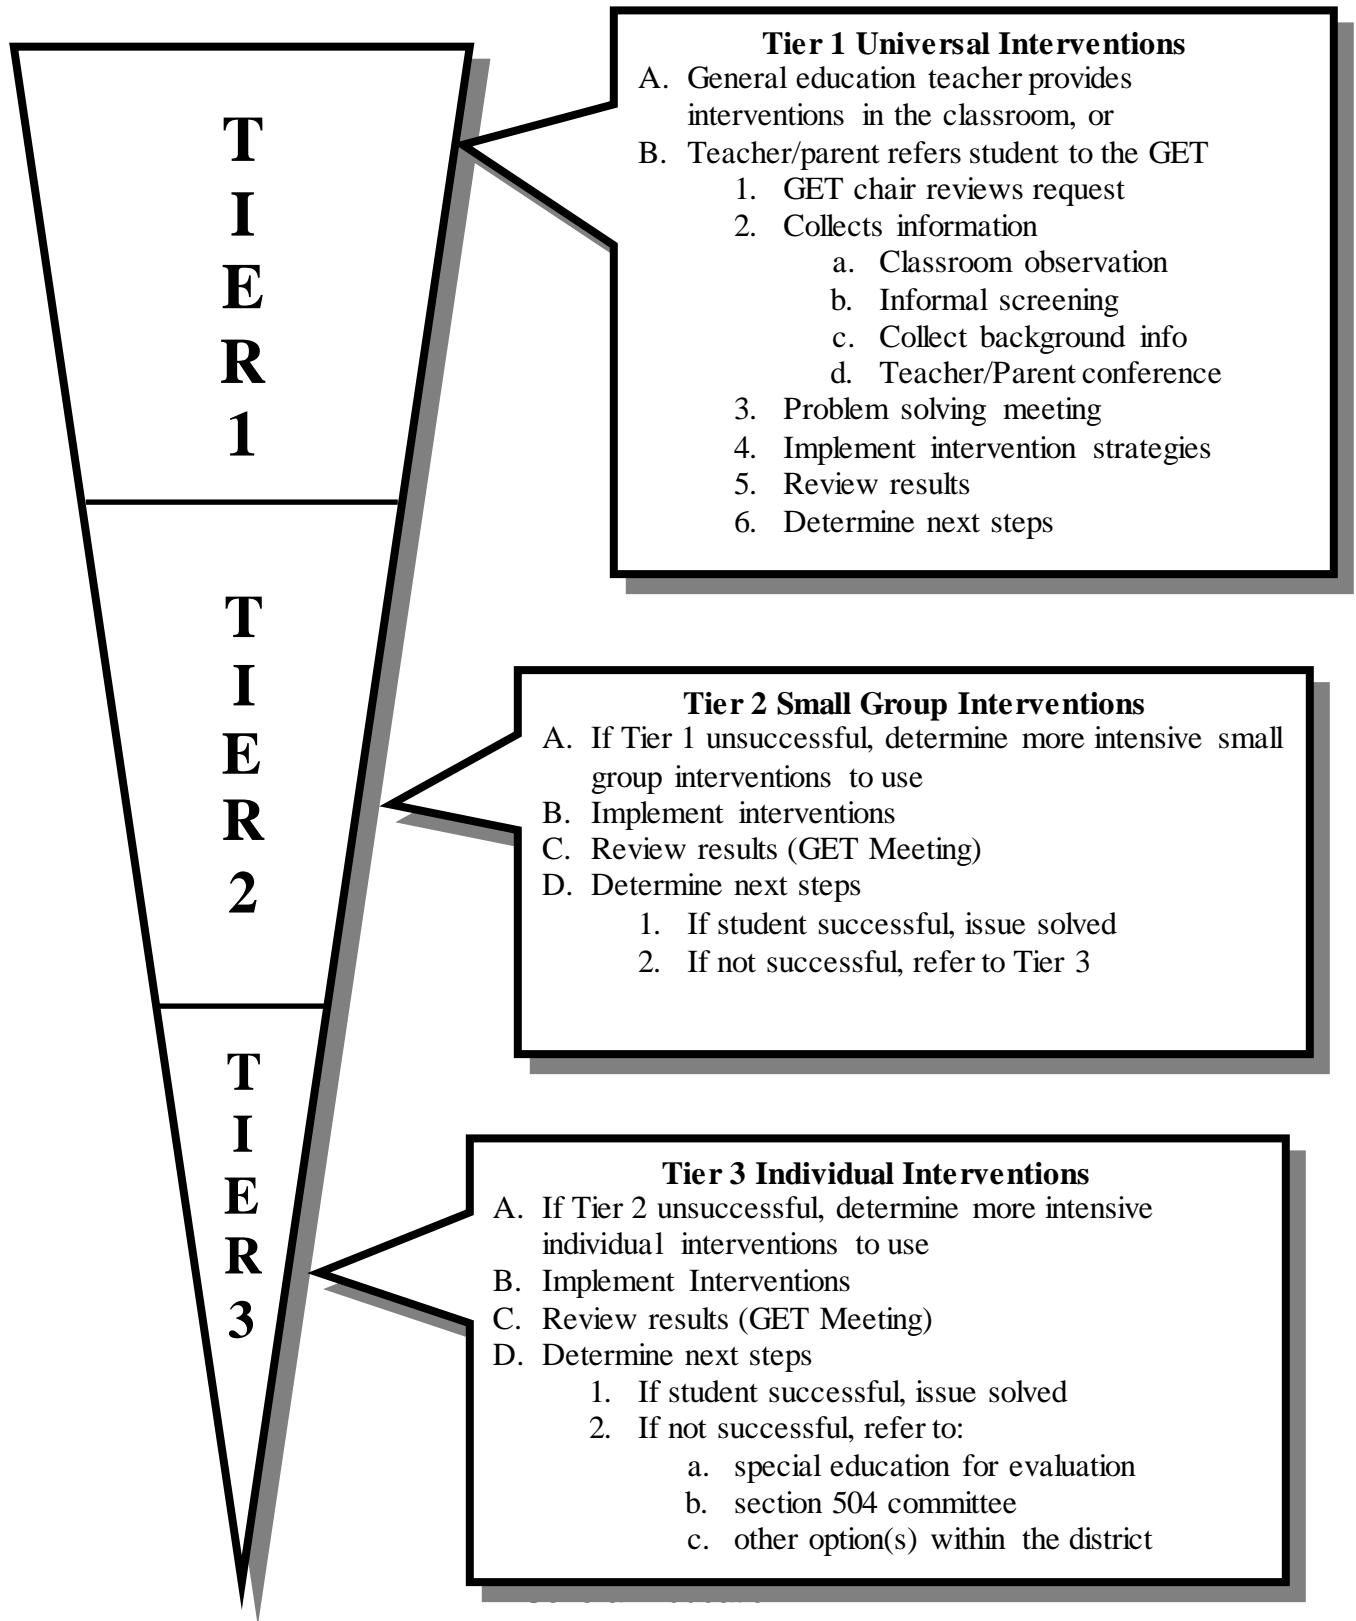 TIER 1
Tier 1 Universal Interventions
A. General education teacher provides
interventions in the classroom, or
B. Teacher/parent refers student to the GET
1. GET chair reviews request
2. Collects information
a. Classroom observation
b. Informal screening
c. Collect background info
d. Teacher/Parent conference
3. Problem solving meeting
4. Implement intervention strategies
5. Review results
6. Determine next steps
TIER 2
Tier 2 Small Group Interventions
A. If Tier 1 unsuccessful, determine more intensive small
group interventions to use
B. Implement interventions
C. Review results (GET Meeting)
D. Determine next steps
1. If student successful, issue solved
2. If not successful, refer to Tier 3
TIER 3
Tier 3 Individual Interventions
A. If Tier 2 unsuccessful, determine more intensive
individual interventions to use
B. Implement Interventions
C. Review results (GET Meeting)
D. Determine next steps
1. If student successful, issue solved
2. If not successful, refer to:
a. special education for evaluation
b. section 504 committee
c. other option(s) within the district